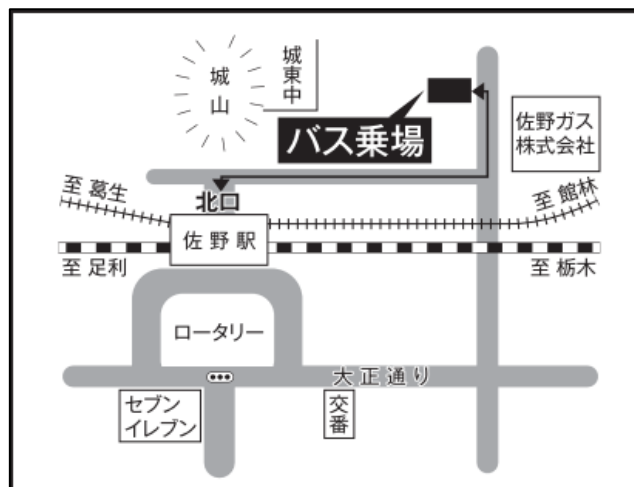 城山
城東中
バス乗場
佐野ガス
株式会社
至 葛生
北口
至 館林
佐野駅
至 足利
至 栃木
ロータリー
大正通り
セブン
イレブン
交番